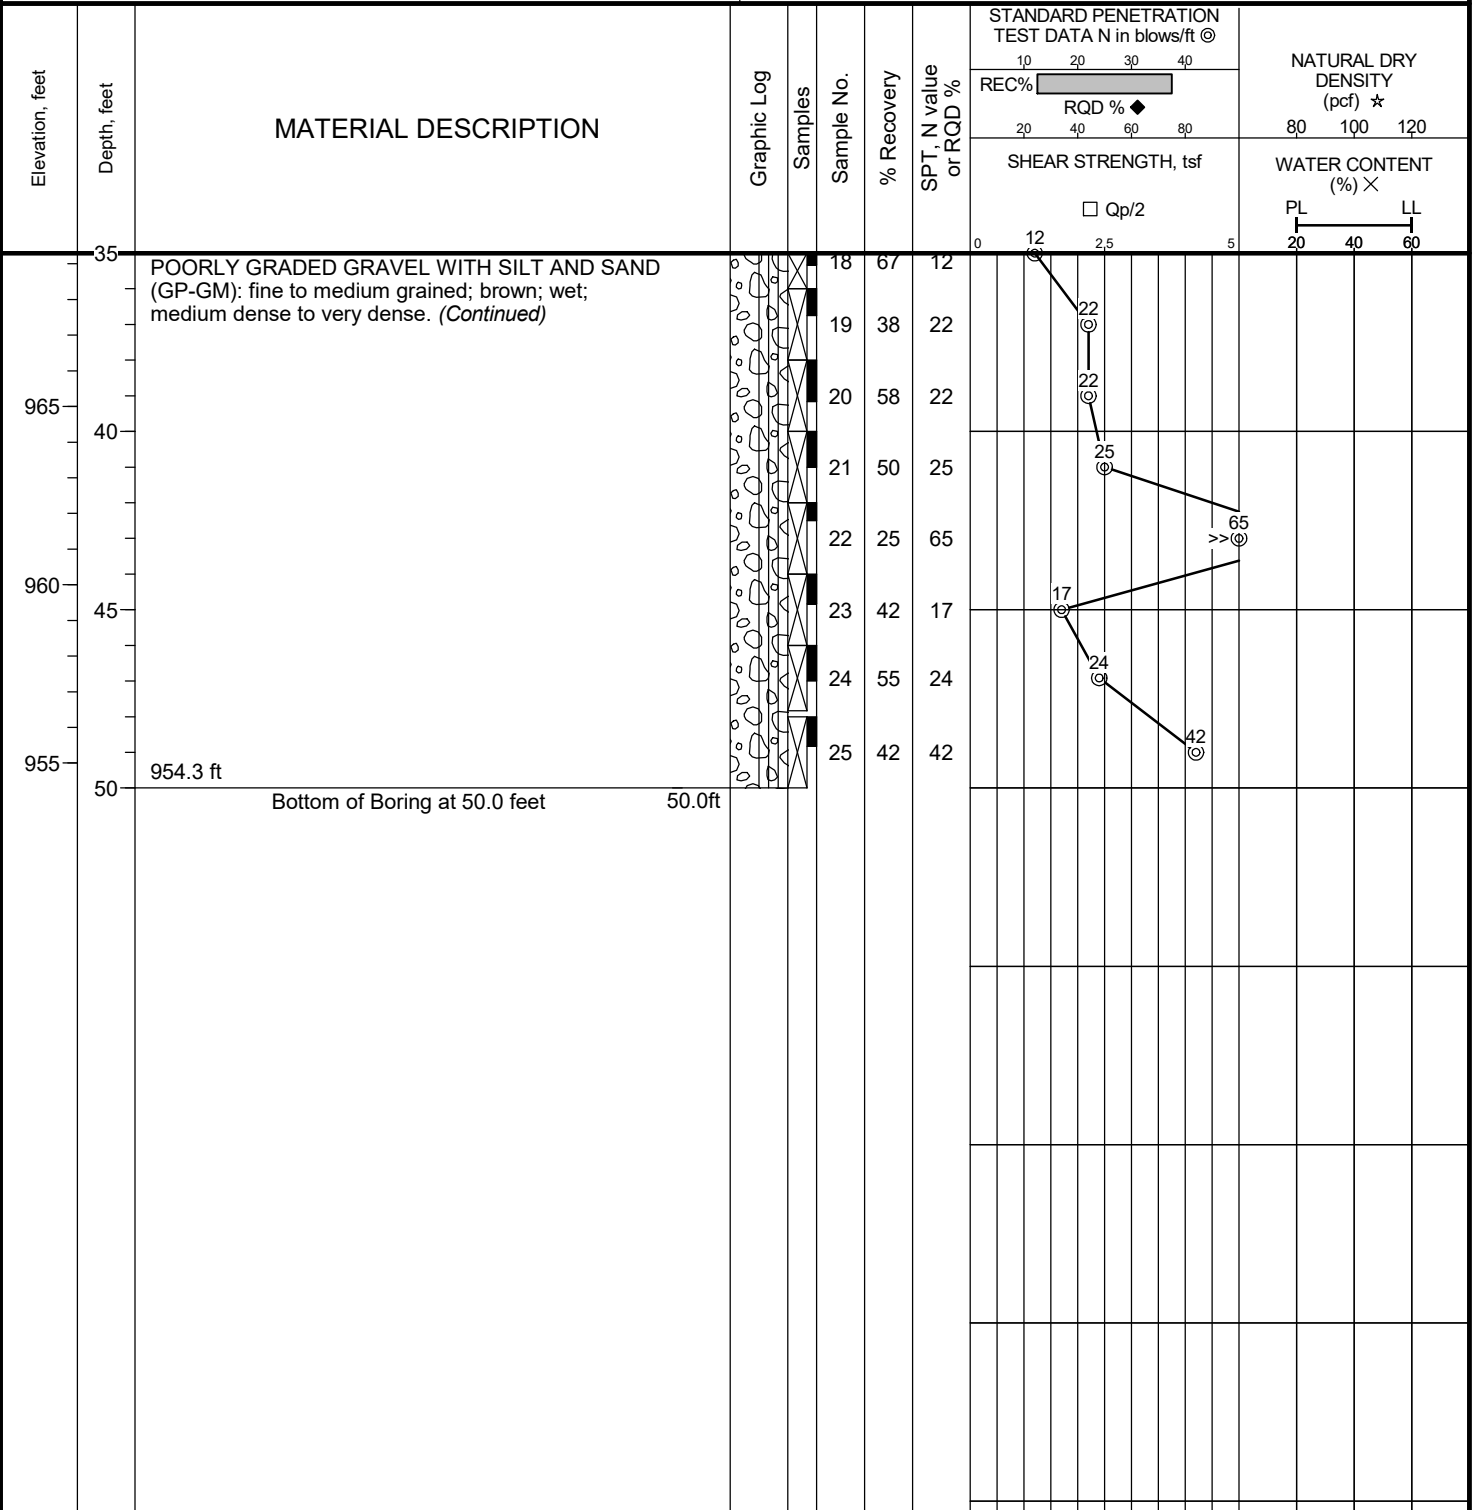 Elevation, feet
Depth, feet
MATERIAL DESCRIPTION
Graphic Log
Samples
Sample No.
% Recovery
SPT, N value
or RQD %
STANDARD PENETRATION
TEST DATA N in blows/ft
10 20 30 40
REC%
RQD %
20 40 60 80
SHEAR STRENGTH, tsf
Qp/2
0 2.5 5
NATURAL DRY
DENSITY
(pcf) ☆
80 100 120
WATER CONTENT
(%) ×
PL LL
20 40 60
35
POORLY GRADED GRAVEL WITH SILT AND SAND
(GP-GM): fine to medium grained; brown; wet;
medium dense to very dense. (Continued)
18 67 12 12
19 38 22 22
965
20 58 22 22
40
21 50 25 25
22 25 65 >> 65
960
45
23 42 17 17
24 55 24 24
955
25 42 42 42
954.3 ft
50
Bottom of Boring at 50.0 feet 50.0ft